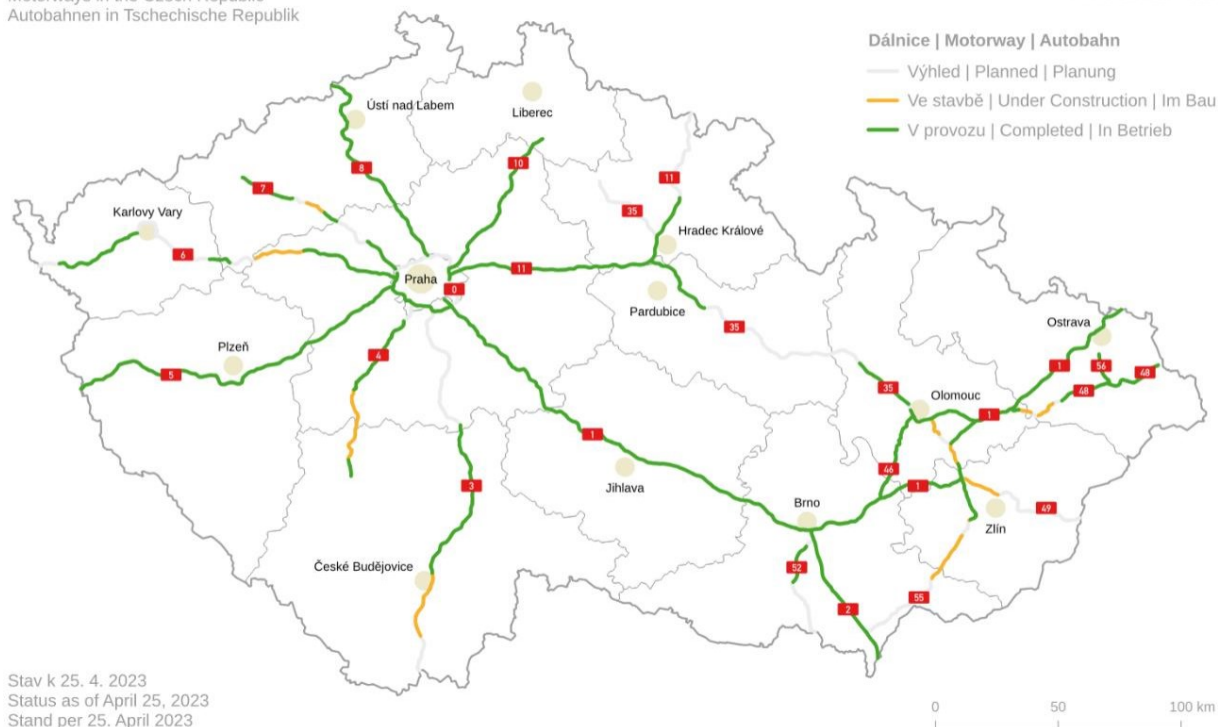 Autobahnen in Tschechische Republik
Dálnice | Motorway | Autobahn
Výhled | Planned | Planung
Ve stavbě | Under Construction | Im Bau
V provozu | Completed | In Betrieb
Ústí nad Labem
Liberec
8
10
7
11
35
Karlovy Vary
Hradec Králové
6
11
Praha
0
Pardubice
35
Ostrava
Plzeň
4
5
1
56
48
48
35
Olomouc
1
1
46
3
Jihlava
1
Brno
49
Zlín
České Budějovice
52
55
2
Stav k 25. 4. 2023
Status as of April 25, 2023
Stand per 25. April 2023
0 50 100 km